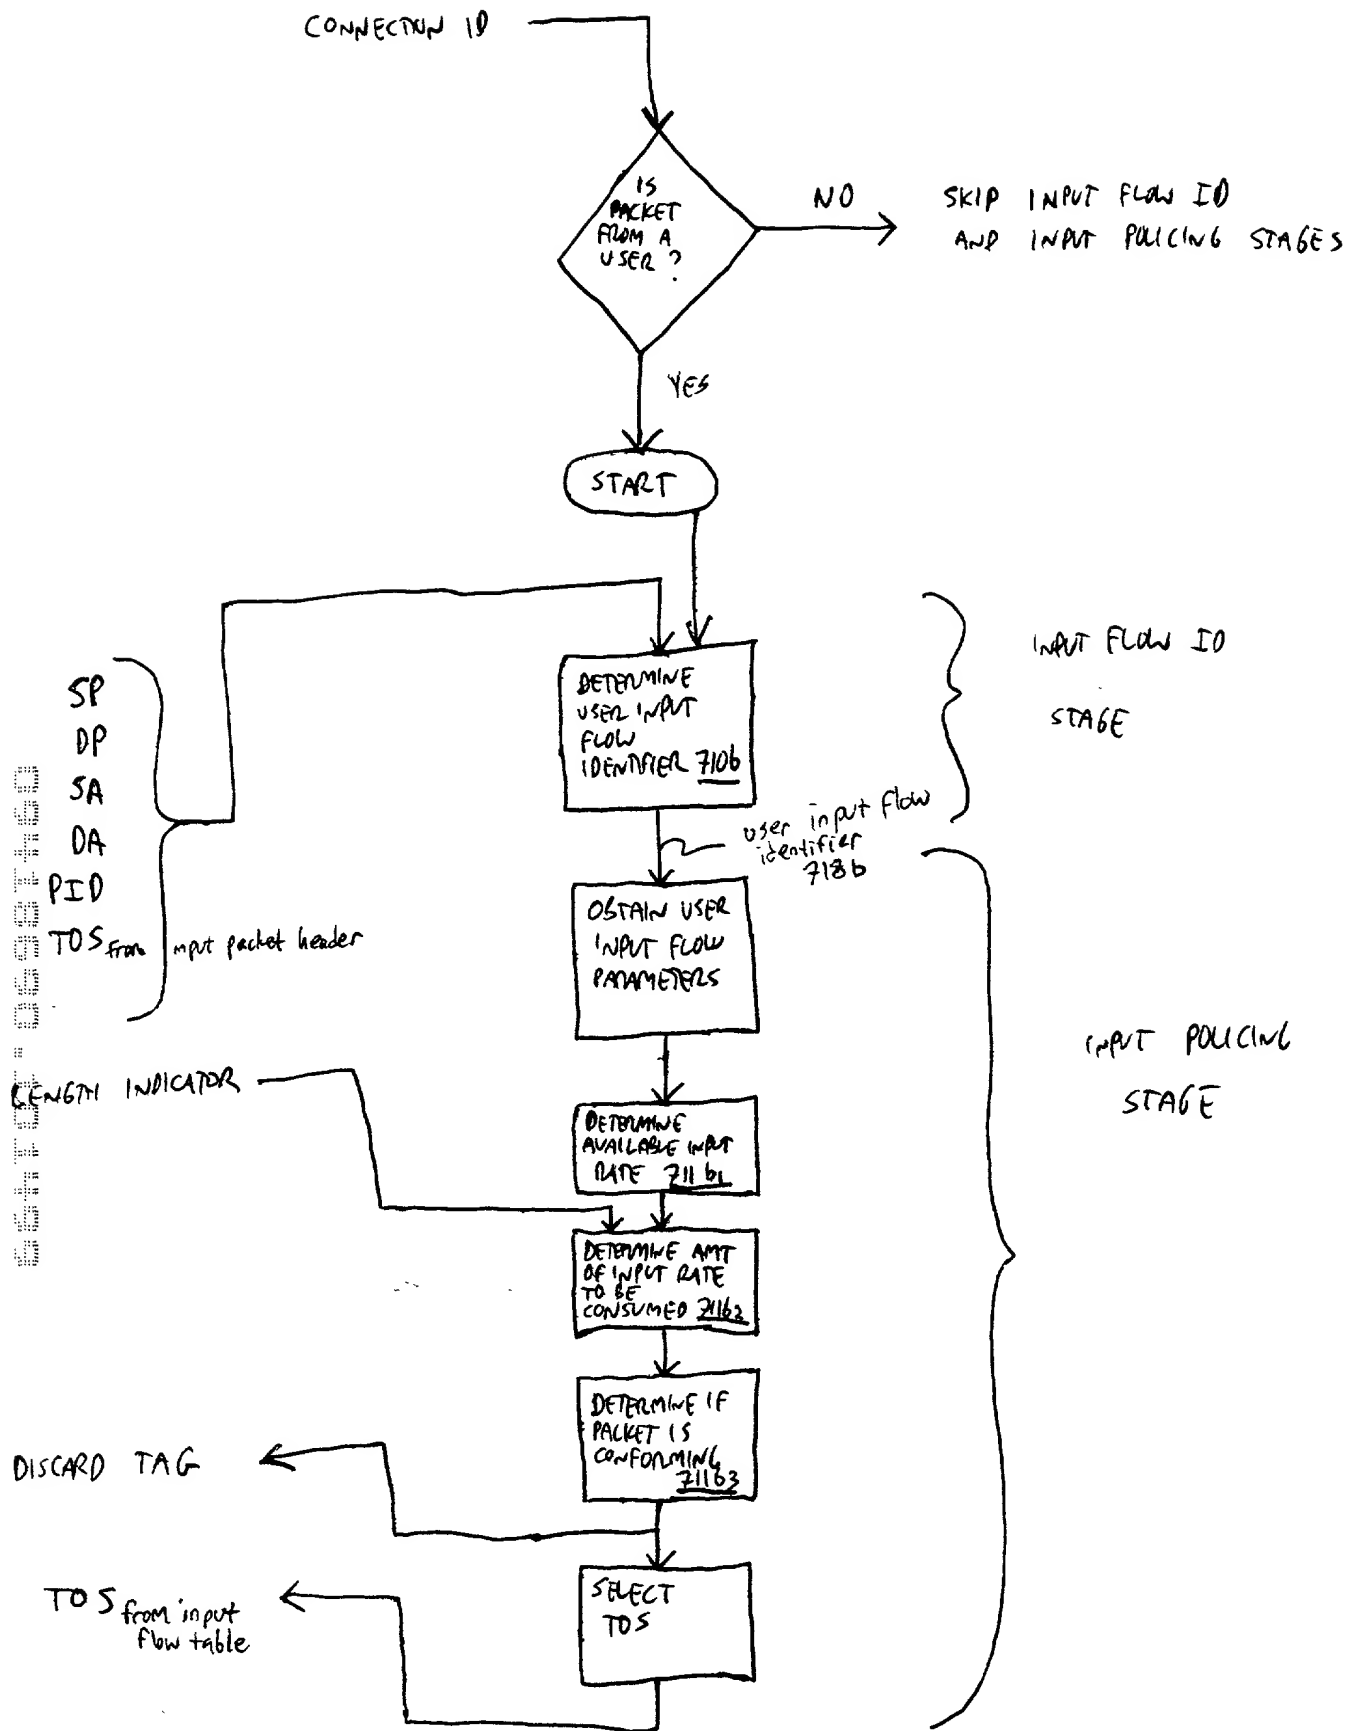 CONNECTION ID
IS
PACKET
FROM A
USER ?
NO
SKIP INPUT FLOW ID
AND INPUT POLICING STAGES
YES
START
SP
DP
SA
DA
PID
TOS from input packet header
DETERMINE
USER INPUT
FLOW
IDENTIFIER 710b
INPUT FLOW ID
STAGE
user input flow
identifier
718b
OBTAIN USER
INPUT FLOW
PARAMETERS
INPUT POLICING
STAGE
LENGTH INDICATOR
DETERMINE
AVAILABLE INPUT
RATE 711b1
DETERMINE AMT
OF INPUT RATE
TO BE
CONSUMED 711b2
DETERMINE IF
PACKET IS
CONFORMING
711b3
DISCARD TAG
SELECT
TOS
TOS from input
flow table